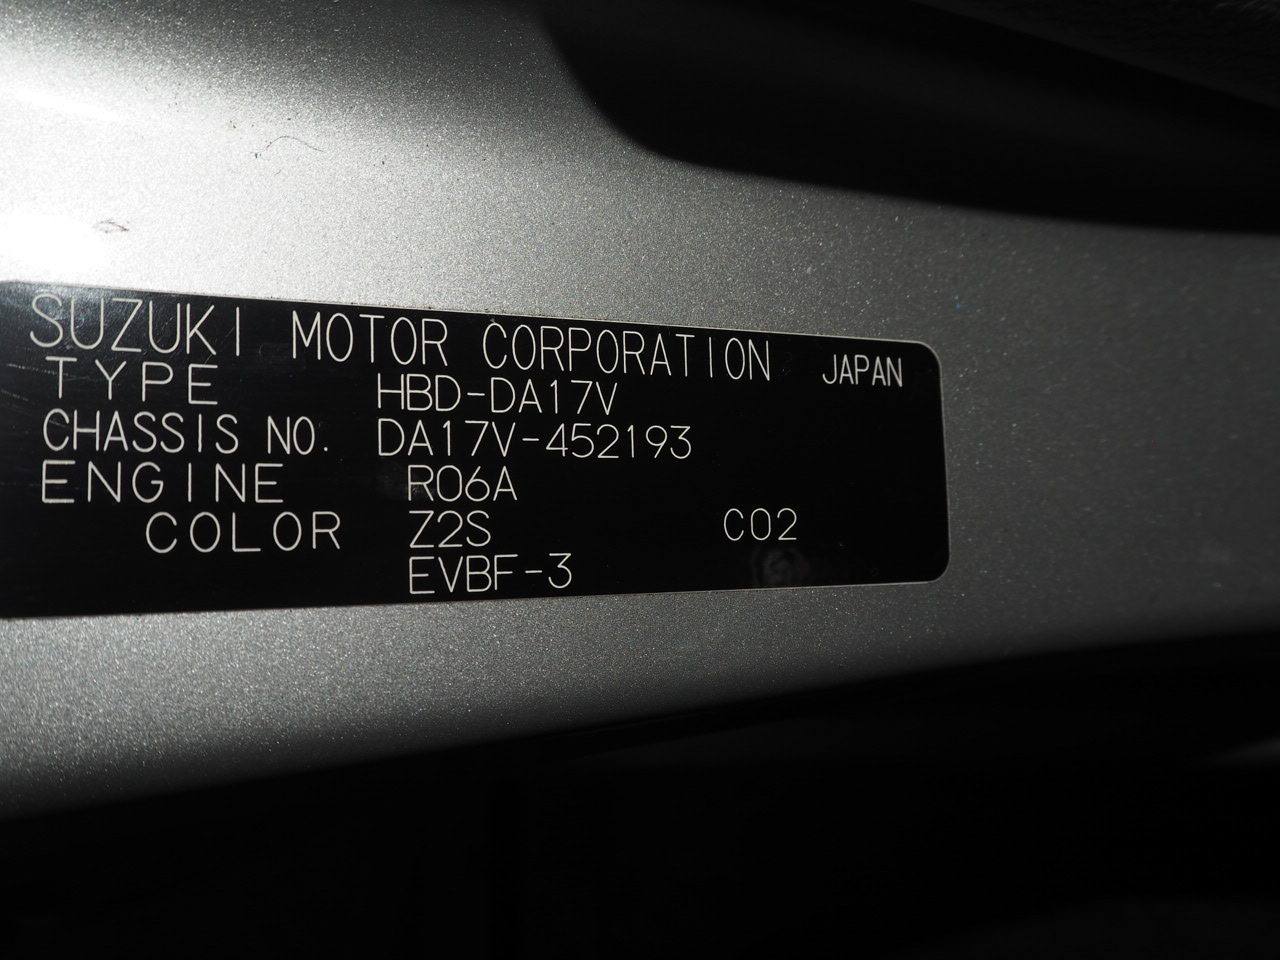 SUZUKI MOTOR CORPORATION JAPAN
TYPE HBD-DA17V
CHASSIS NO. DA17V-452193
ENGINE R06A
COLOR Z2S C02
EVBF-3